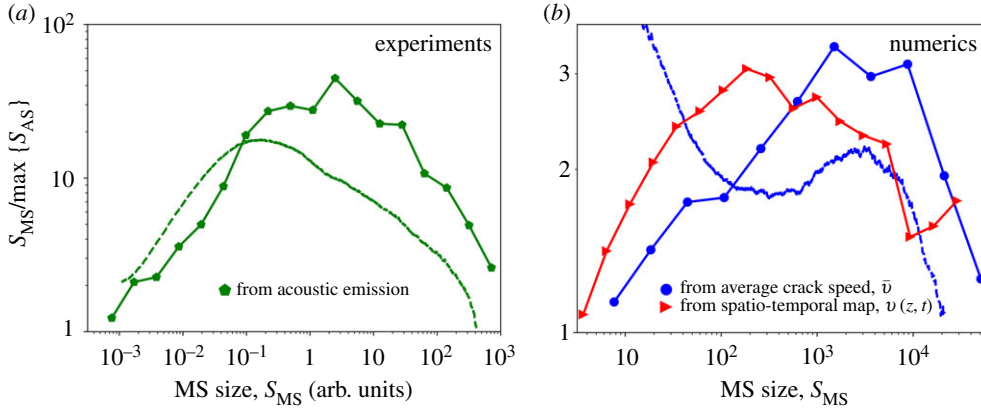 (a)
10²
experiments
S_MS/max {S_AS}
10
1
from acoustic emission
10⁻³ 10⁻² 10⁻¹ 1 10 10² 10³
MS size, S_MS (arb. units)
(b)
numerics
3
2
1
from average crack speed, ῡ
from spatio-temporal map, υ (z, t)
10 10² 10³ 10⁴
MS size, S_MS